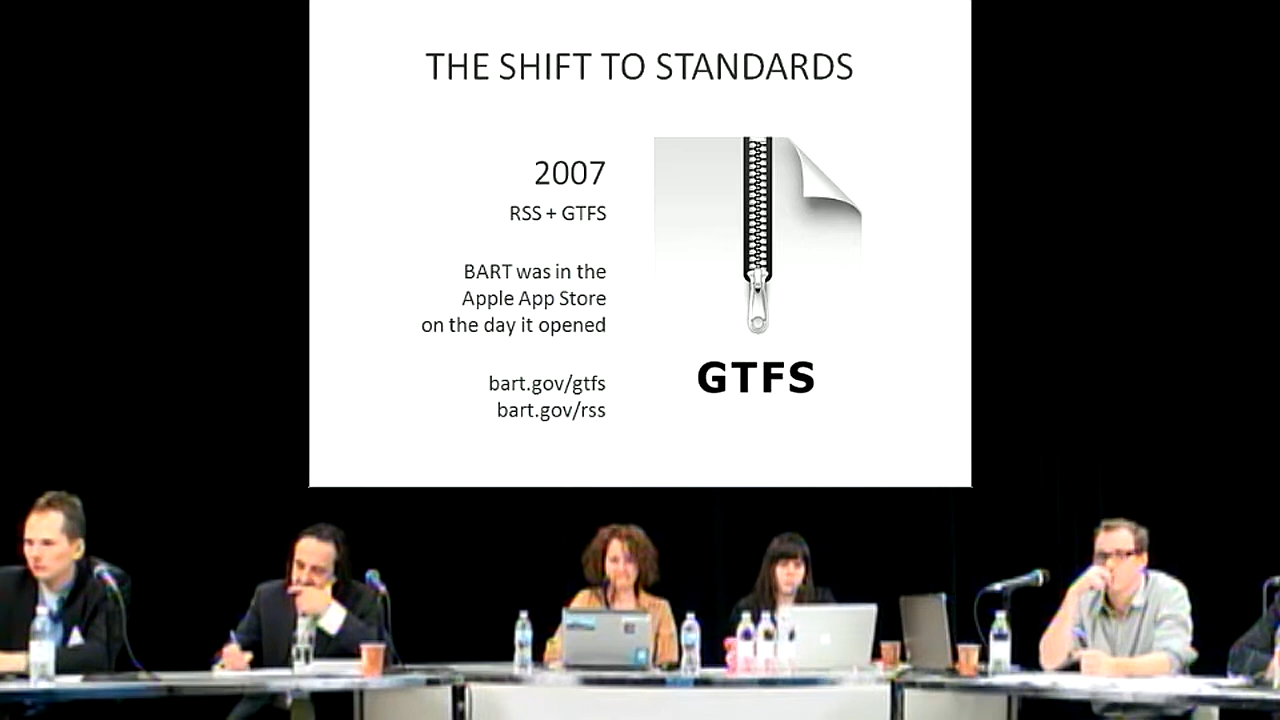 THE SHIFT TO STANDARDS
2007
RSS + GTFS
BART was in the
Apple App Store
on the day it opened
bart.gov/gtfs
bart.gov/rss
GTFS